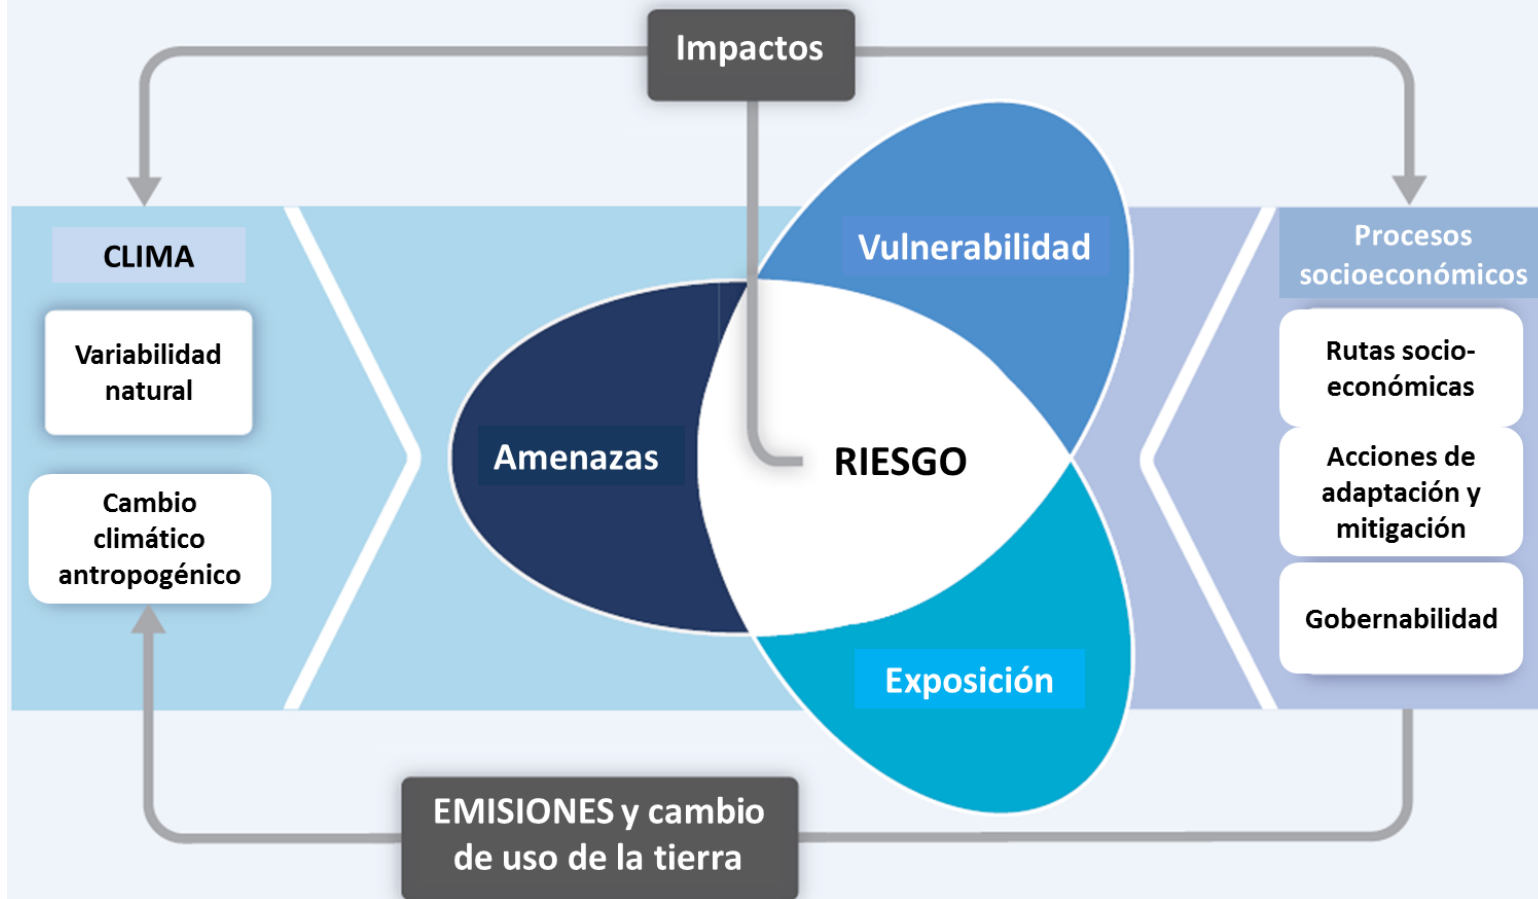 Impactos
CLIMA
Variabilidad
natural
Cambio
climático
antropogénico
Amenazas
RIESGO
Vulnerabilidad
Exposición
Procesos
socioeconómicos
Rutas socio-
económicas
Acciones de
adaptación y
mitigación
Gobernabilidad
EMISIONES y cambio
de uso de la tierra